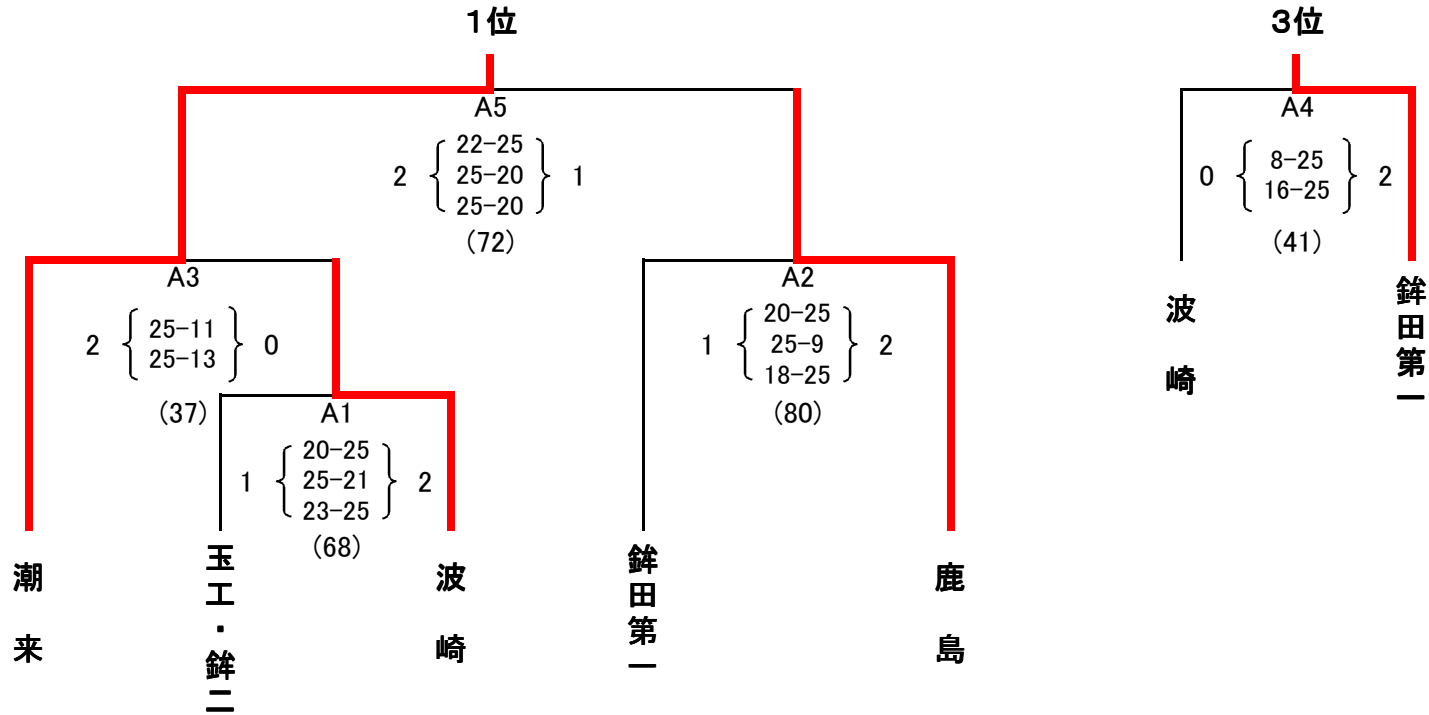 1位
A5
2 { 22-25 } 1
25-20
25-20
(72)
A3
2 { 25-11 } 0
25-13
(37)
A1
1 { 20-25 } 2
25-21
23-25
(68)
A2
1 { 20-25 } 2
25-9
18-25
(80)
潮来
玉工・鉾二
波崎
鉾田第一
鹿島
3位
A4
0 { 8-25 } 2
16-25
(41)
波崎
鉾田第一